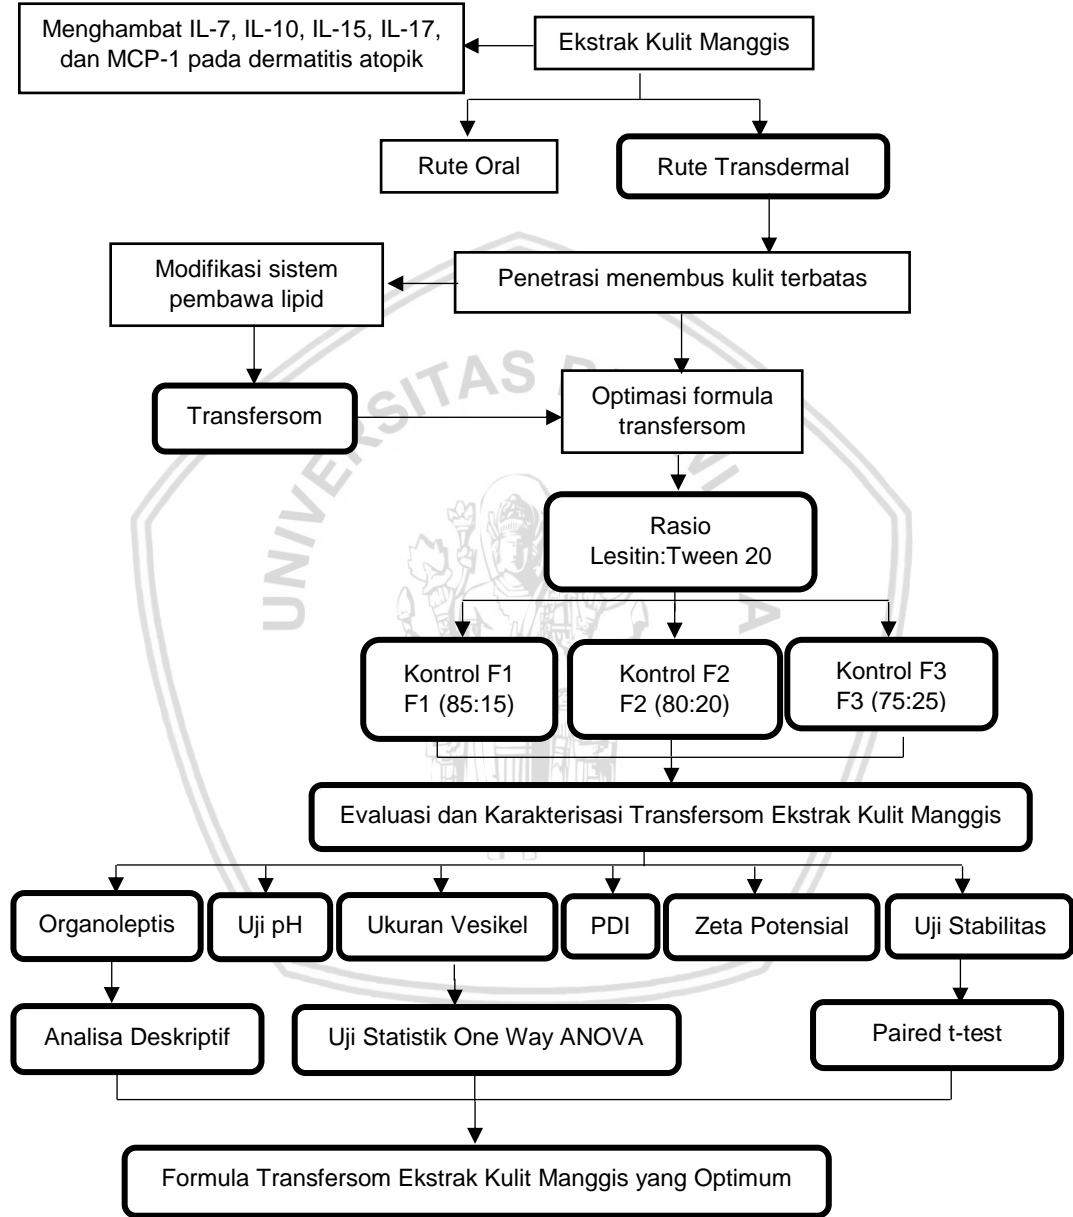 Menghambat IL-7, IL-10, IL-15, IL-17,
dan MCP-1 pada dermatitis atopik
Ekstrak Kulit Manggis
Rute Oral
Rute Transdermal
Modifikasi sistem
pembawa lipid
Penetrasi menembus kulit terbatas
Transfersom
Optimasi formula
transfersom
Rasio
Lesitin:Tween 20
Kontrol F1
F1 (85:15)
Kontrol F2
F2 (80:20)
Kontrol F3
F3 (75:25)
Evaluasi dan Karakterisasi Transfersom Ekstrak Kulit Manggis
Organoleptis
Uji pH
Ukuran Vesikel
PDI
Zeta Potensial
Uji Stabilitas
Analisa Deskriptif
Uji Statistik One Way ANOVA
Paired t-test
Formula Transfersom Ekstrak Kulit Manggis yang Optimum
UNIVERSITAS